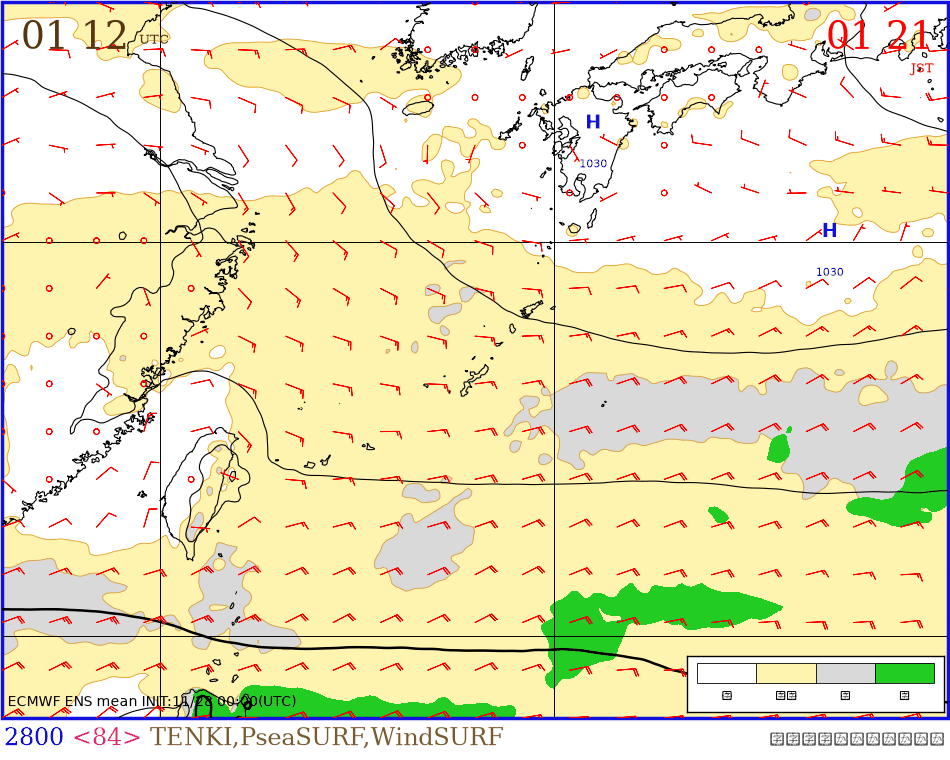 01 12 UTC
01 21
JST
H
1030
H
1030
ECMWF ENS mean INIT:11/28 00:00(UTC)
2800 <84> TENKI,PseaSURF,WindSURF